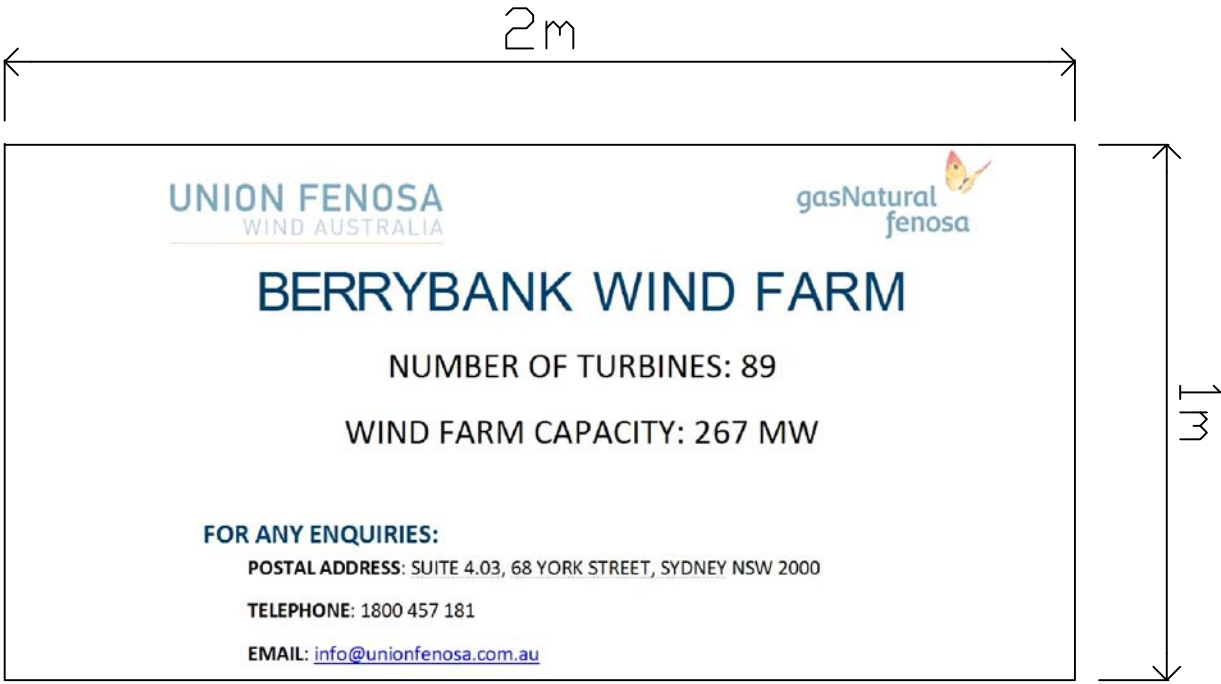 2m
UNION FENOSA
WIND AUSTRALIA
gasNatural
fenosa
BERRYBANK WIND FARM
NUMBER OF TURBINES: 89
WIND FARM CAPACITY: 267 MW
1m
FOR ANY ENQUIRIES:
POSTAL ADDRESS: SUITE 4.03, 68 YORK STREET, SYDNEY NSW 2000
TELEPHONE: 1800 457 181
EMAIL: info@unionfenosa.com.au